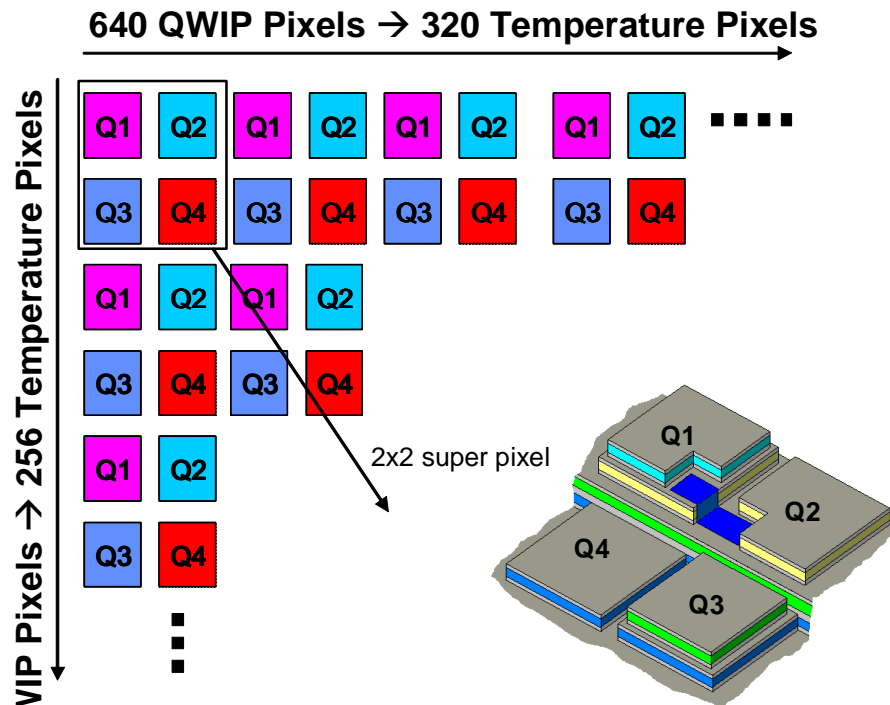 640 QWIP Pixels → 320 Temperature Pixels
WIP Pixels → 256 Temperature Pixels
Q1 Q2 Q1 Q2 Q1 Q2 Q1 Q2
Q3 Q4 Q3 Q4 Q3 Q4 Q3 Q4
Q1 Q2 Q1 Q2
Q3 Q4 Q3 Q4
Q1 Q2
Q3 Q4
2x2 super pixel
Q1
Q2
Q4
Q3